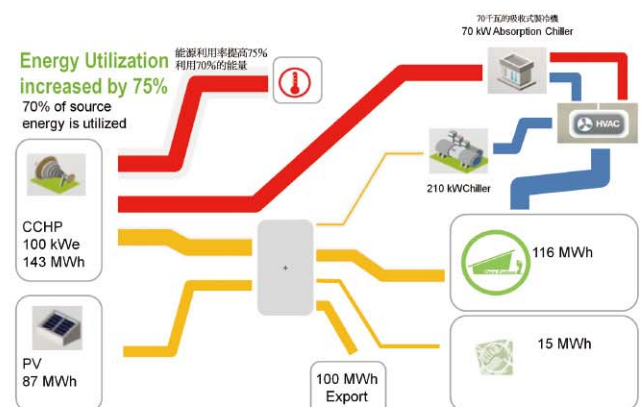 70千瓦的吸收式製冷機
70 kW Absorption Chiller
能源利用率提高75%
利用70%的能量
Energy Utilization
increased by 75%
70% of source
energy is utilized
HVAC
210 kWChiller
CCHP
100 kWe
143 MWh
116 MWh
+
15 MWh
PV
87 MWh
100 MWh
Export